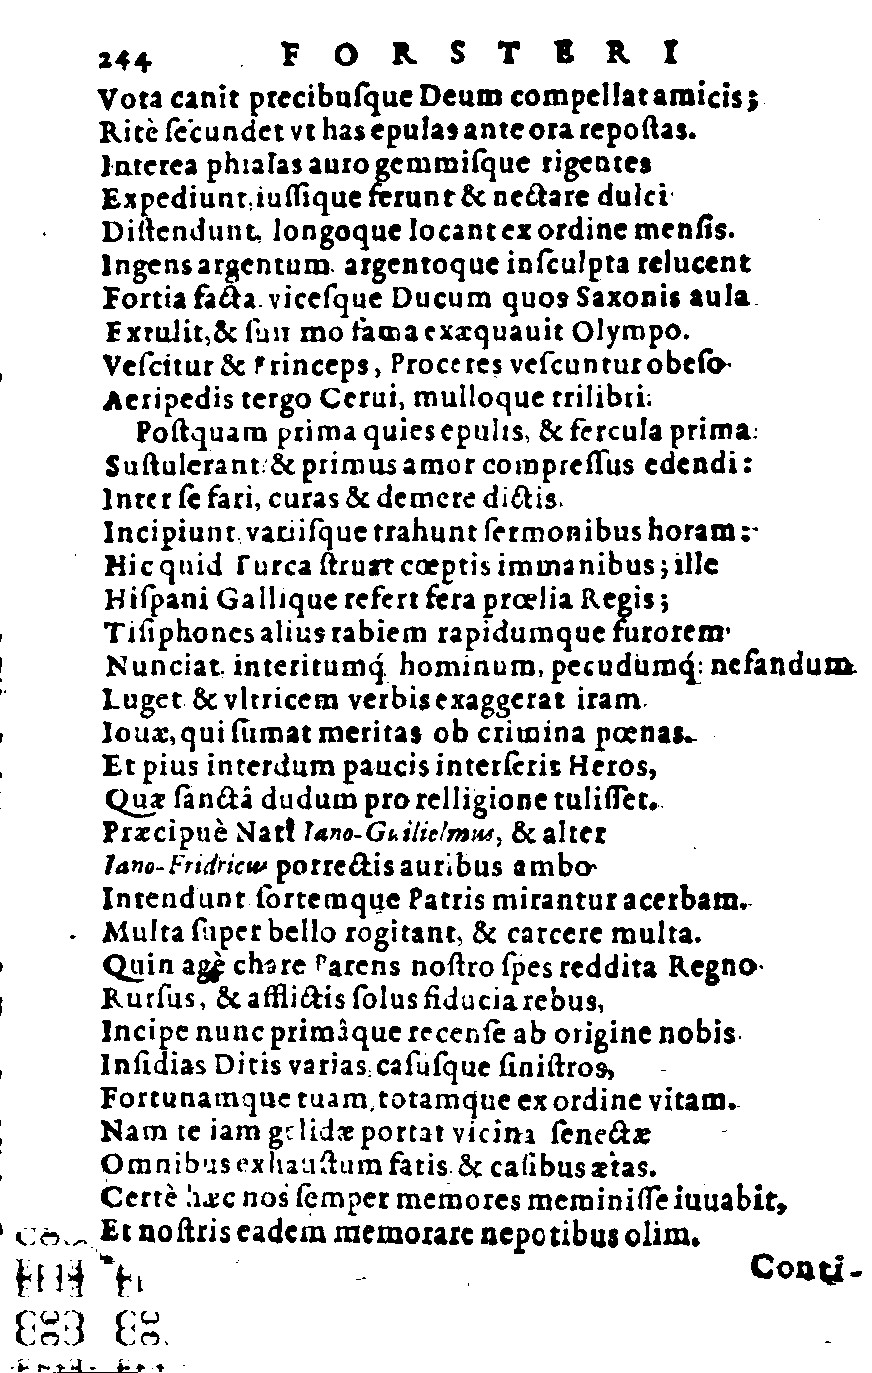 244 FORSTERI
Vota canit precibuſque Deum compellat amicis;
Ritè ſecundet vt has epulas ante ora repoſtas.
Interea phialas auro gemmiſque rigentes
Expediunt, iuſſique ferunt & nectare dulci
Diſtendunt, longoque locant ex ordine menſis.
Ingens argentum. argentoque inſculpta relucent
Fortia facta. viceſque Ducum quos Saxonis aula
Extulit, & ſummo fama exæquauit Olympo.
Veſcitur & Princeps, Proceres veſcuntur obeſo
Aeripedis tergo Cerui, mulloque trilibri.
Poſtquam prima quies epulis, & fercula prima
Suſtulerant & primus amor compreſſus edendi:
Inter ſe fari, curas & demere dictis.
Incipiunt. variiſque trahunt ſermonibus horam:
Hic quid Turca ſtruat cœptis immanibus; ille
Hiſpani Gallique refert fera prœlia Regis;
Tiſiphones alius rabiem rapidumque furorem
Nunciat. interitumq́ hominum, pecudumq́: nefandum
Luget & vltricem verbis exaggerat iram.
Iouæ, qui ſumat meritas ob crimina pœnas.
Et pius interdum paucis interſerit Heros,
Quæ ſanctâ dudum pro relligione tuliſſet.
Præcipuè Nati Iano-Guilielmus, & alter
Iano-Fridricus porrectis auribus ambo
Intendunt ſortemque Patris mirantur acerbam.
Multa ſuper bello rogitant, & carcere multa.
Quin agè chare Parens noſtro ſpes reddita Regno
Rurſus, & afflictis ſolus fiducia rebus,
Incipe nunc primâque recenſe ab origine nobis
Inſidias Ditis varias, caſuſque ſiniſtros,
Fortunamque tuam, totamque ex ordine vitam.
Nam te iam gelidæ portat vicina ſenectæ
Omnibus exhauſtum fatis & caſibus ætas.
Certè hæc nos ſemper memores meminiſſe iuuabit,
Et noſtris eadem memorare nepotibus olim.
Conti-